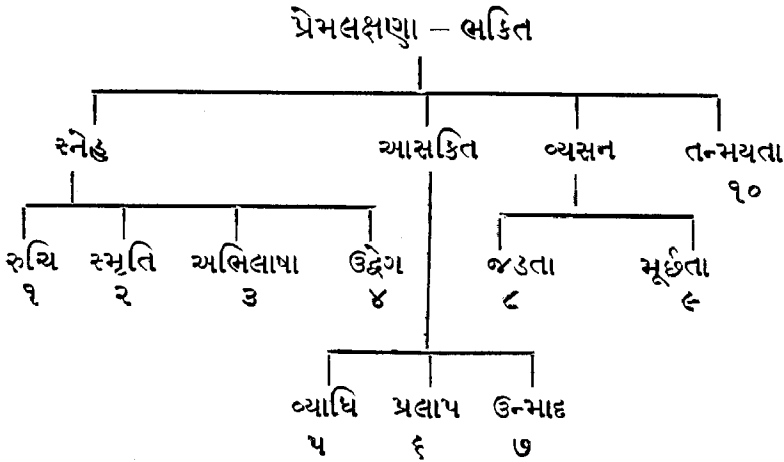 પ્રેમલક્ષણા – ભકિત
સ્નેહ આસકિત વ્યસન તન્મયતા
૧૦
રુચિ સ્મૃતિ અભિલાષા ઉદ્વેગ જડતા મૂર્છતા
૧ ૨ ૩ ૪ ૮ ૯
વ્યાધિ પ્રલાપ ઉન્માદ
૫ ૬ ૭